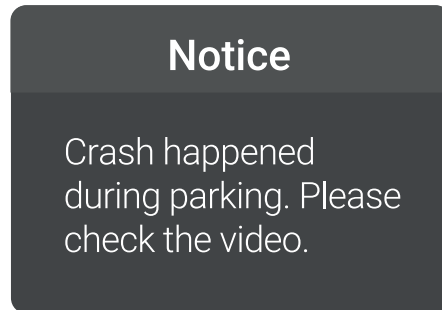 Notice
Crash happened
during parking. Please
check the video.